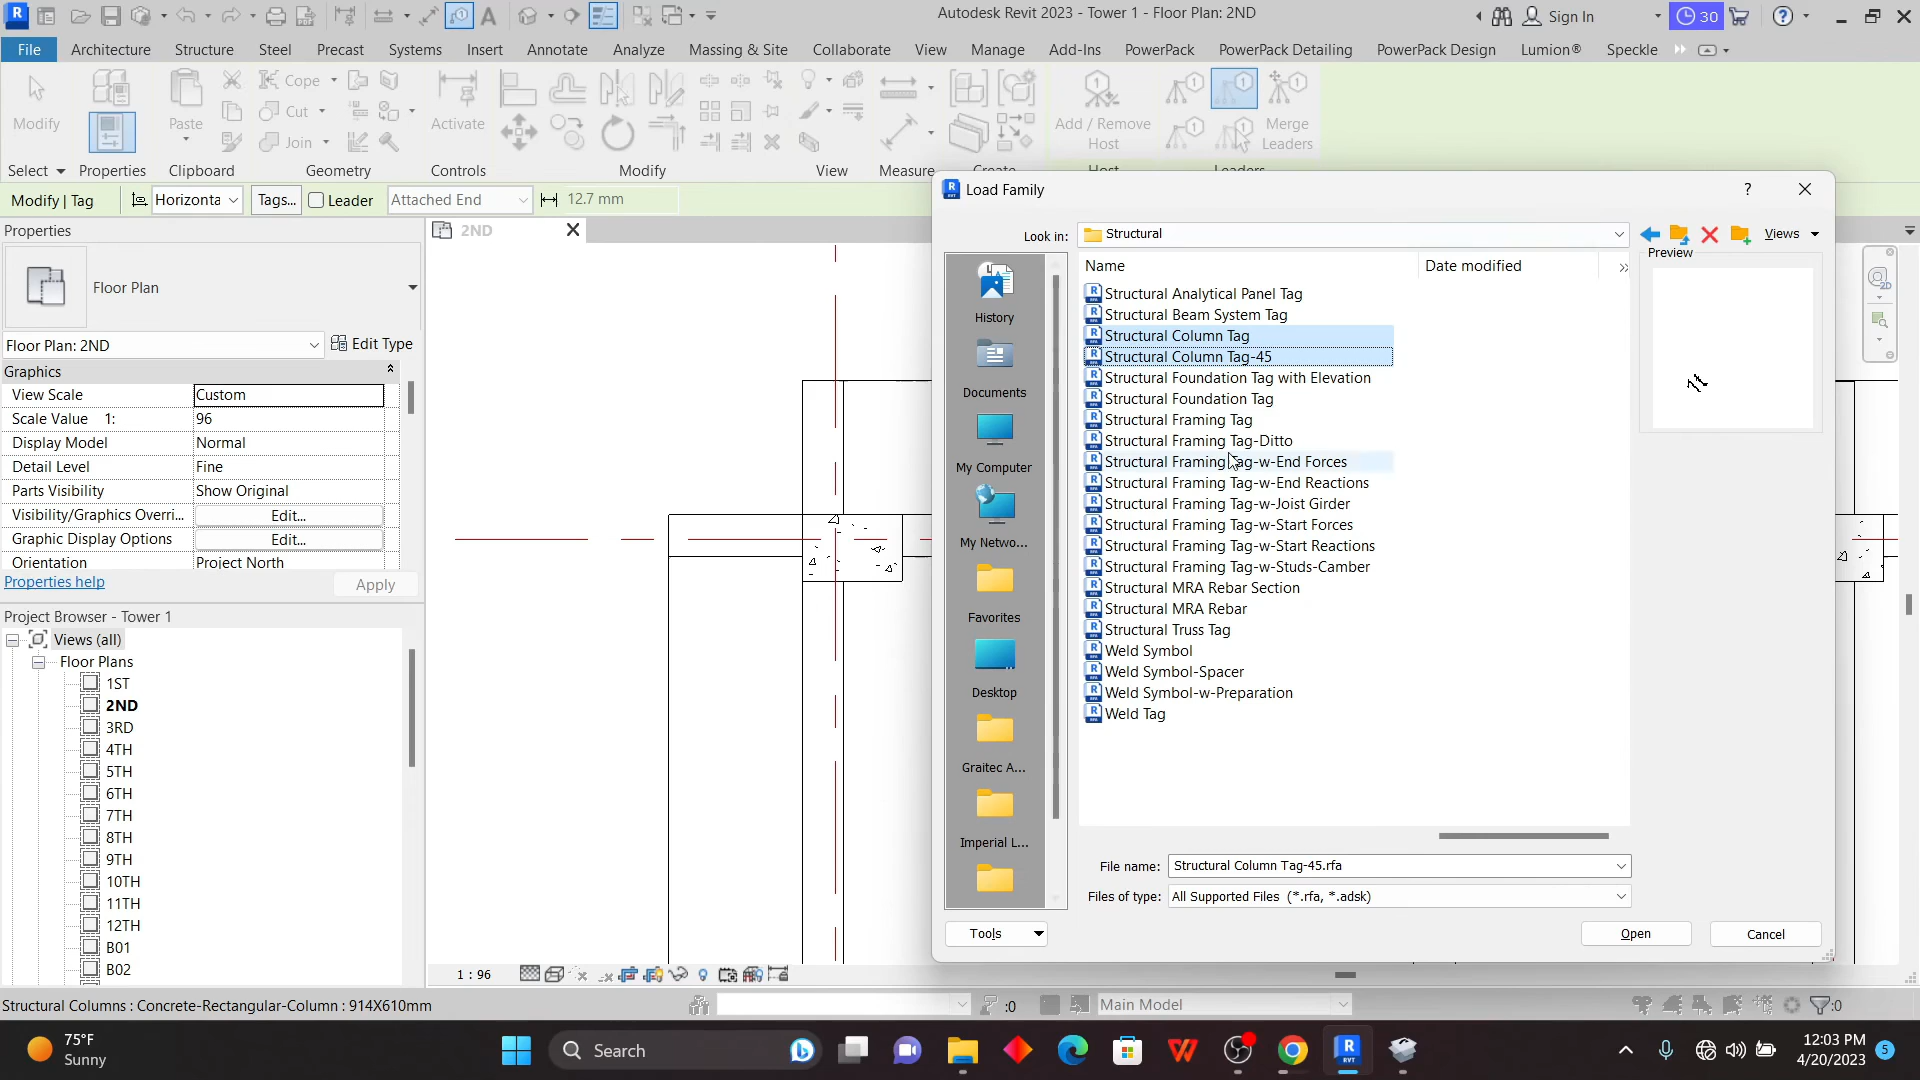 Autodesk Revit 2023 - Tower 1 - Floor Plan: 2ND
Sign In
30
File Architecture Structure Steel Precast Systems Insert Annotate Analyze Massing & Site Collaborate View Manage Add-Ins PowerPack PowerPack Detailing PowerPack Design Lumion® Speckle
Modify
Paste
Cope
Cut
Join
Activate
Add / Remove
Host
Merge
Leaders
Select Properties Clipboard Geometry Controls Modify View Measure Create Host Leaders
Modify | Tag
Horizonta
Tags...
Leader
Attached End
12.7 mm
Properties
Floor Plan
Floor Plan: 2ND
Edit Type
Graphics
View Scale Custom
Scale Value 1: 96
Display Model Normal
Detail Level Fine
Parts Visibility Show Original
Visibility/Graphics Overri... Edit...
Graphic Display Options Edit...
Orientation Project North
Properties help
Apply
Project Browser - Tower 1
Views (all)
Floor Plans
1ST
2ND
3RD
4TH
5TH
6TH
7TH
8TH
9TH
10TH
11TH
12TH
B01
B02
2ND
1 : 96
Load Family
Look in:
Structural
Views
Preview
Name
Date modified
History
Documents
My Computer
My Netwo...
Favorites
Desktop
Graitec A...
Imperial L...
Structural Analytical Panel Tag
Structural Beam System Tag
Structural Column Tag
Structural Column Tag-45
Structural Foundation Tag with Elevation
Structural Foundation Tag
Structural Framing Tag
Structural Framing Tag-Ditto
Structural Framing Tag-w-End Forces
Structural Framing Tag-w-End Reactions
Structural Framing Tag-w-Joist Girder
Structural Framing Tag-w-Start Forces
Structural Framing Tag-w-Start Reactions
Structural Framing Tag-w-Studs-Camber
Structural MRA Rebar Section
Structural MRA Rebar
Structural Truss Tag
Weld Symbol
Weld Symbol-Spacer
Weld Symbol-w-Preparation
Weld Tag
File name: Structural Column Tag-45.rfa
Files of type: All Supported Files (*.rfa, *.adsk)
Tools
Open
Cancel
Structural Columns : Concrete-Rectangular-Column : 914X610mm
:0
Main Model
:0
75°F
Sunny
Search
12:03 PM
4/20/2023
5